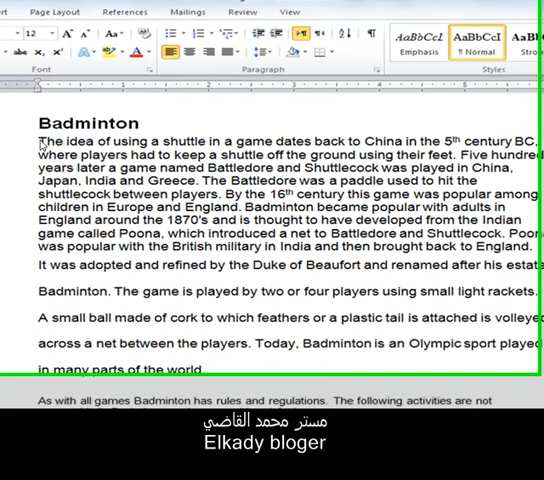 Page Layout References Mailings Review View
12 A A Aa
abc x₂ x² A
Font Paragraph Styles
AaBbCcI AaBbCcI AaBbC
Emphasis ¶ Normal
Badminton
The idea of using a shuttle in a game dates back to China in the 5th century BC,
where players had to keep a shuttle off the ground using their feet. Five hundred
years later a game named Battledore and Shuttlecock was played in China,
Japan, India and Greece. The Battledore was a paddle used to hit the
shuttlecock between players. By the 16th century this game was popular among
children in Europe and England. Badminton became popular with adults in
England around the 1870's and is thought to have developed from the Indian
game called Poona, which introduced a net to Battledore and Shuttlecock. Poon
was popular with the British military in India and then brought back to England.
It was adopted and refined by the Duke of Beaufort and renamed after his estate
Badminton. The game is played by two or four players using small light rackets.
A small ball made of cork to which feathers or a plastic tail is attached is volleye
across a net between the players. Today, Badminton is an Olympic sport played
in many parts of the world
As with all games Badminton has rules and regulations. The following activities are not
مستر محمد القاضي
Elkady bloger